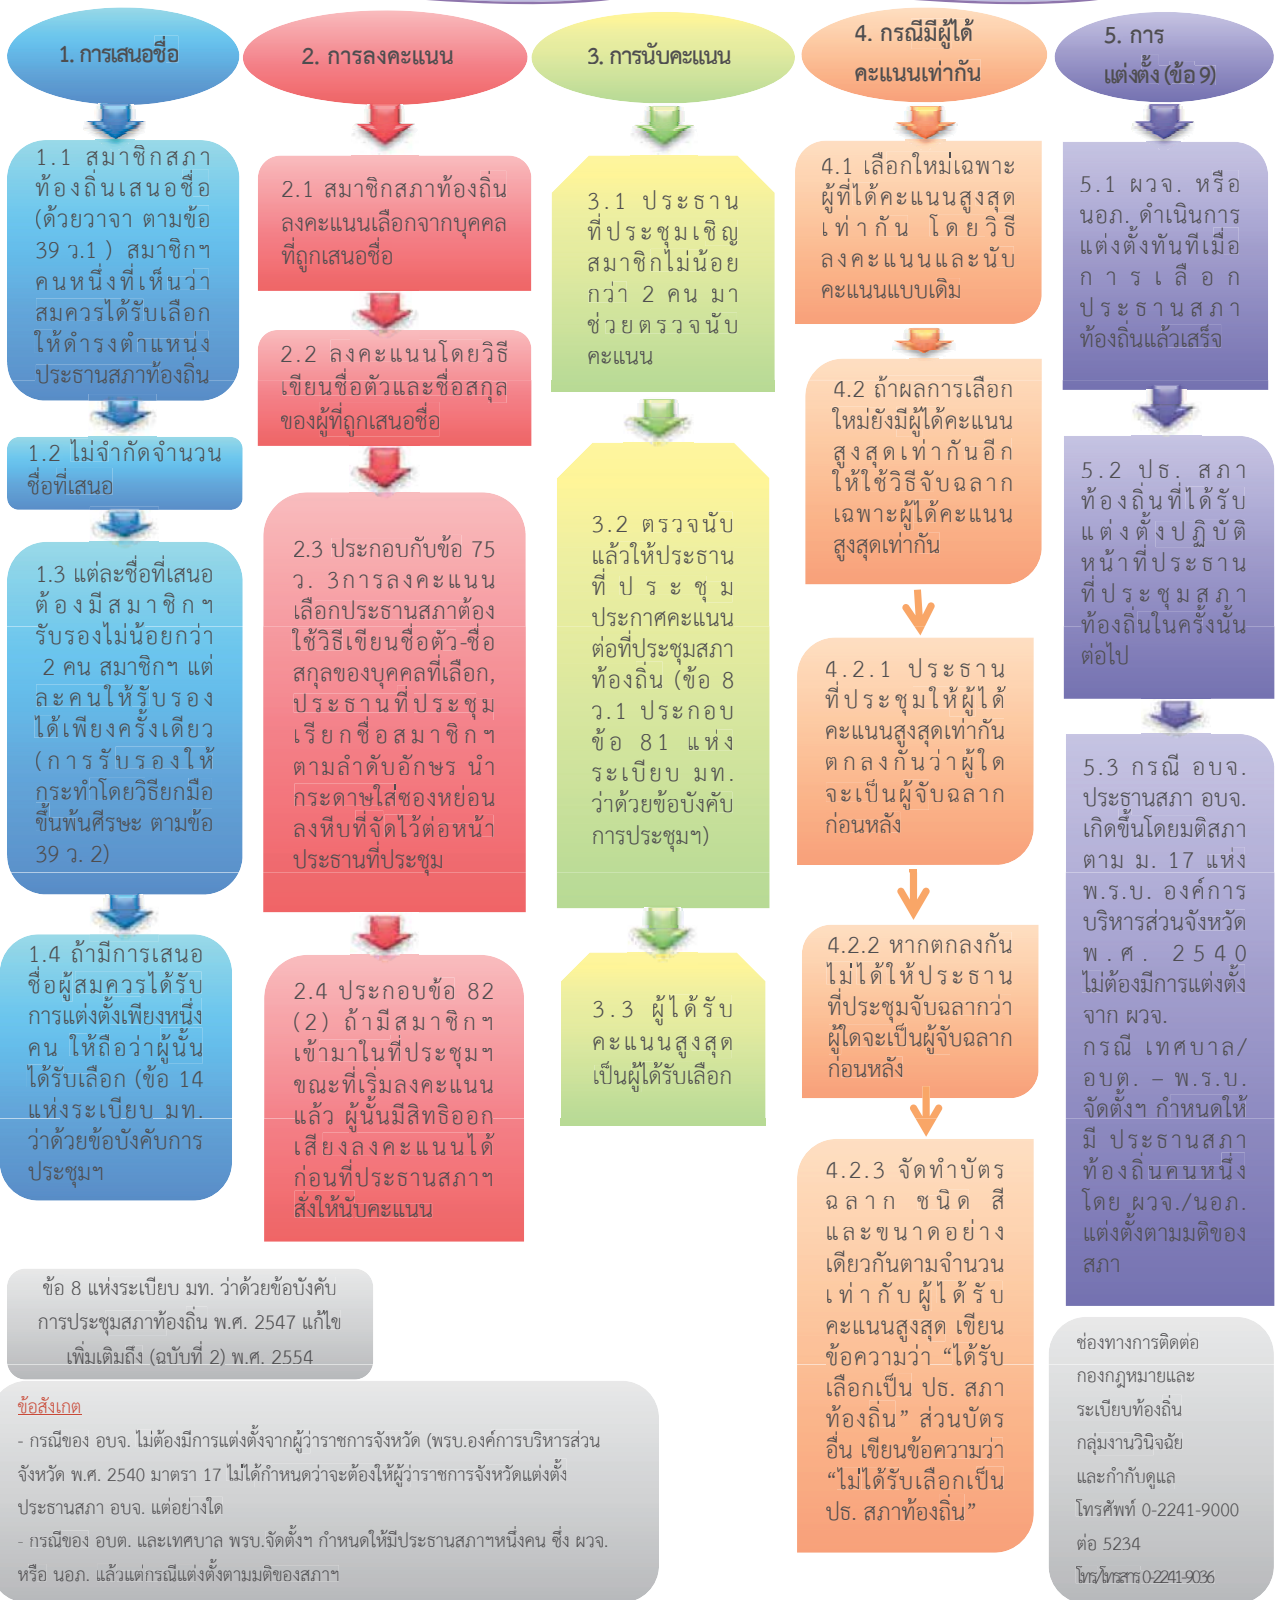 1. การเสนอชื่อ
1.1 สมาชิกสภา
ท้องถิ่นเสนอชื่อ
(ด้วยวาจา ตามข้อ
39 ว.1 ) สมาชิกฯ
คนหนึ่งที่เห็นว่า
สมควรได้รับเลือก
ให้ดำรงตำแหน่ง
ประธานสภาท้องถิ่น
1.2 ไม่จำกัดจำนวน
ชื่อที่เสนอ
1.3 แต่ละชื่อที่เสนอ
ต้องมีสมาชิกฯ
รับรองไม่น้อยกว่า
2 คน สมาชิกฯ แต่
ละคนให้รับรอง
ได้เพียงครั้งเดียว
(การรับรองให้
กระทำโดยวิธียกมือ
ขึ้นพ้นศีรษะ ตามข้อ
39 ว. 2)
1.4 ถ้ามีการเสนอ
ชื่อผู้สมควรได้รับ
การแต่งตั้งเพียงหนึ่ง
คน ให้ถือว่าผู้นั้น
ได้รับเลือก (ข้อ 14
แห่งระเบียบ มท.
ว่าด้วยข้อบังคับการ
ประชุมฯ
2. การลงคะแนน
2.1 สมาชิกสภาท้องถิ่น
ลงคะแนนเลือกจากบุคคล
ที่ถูกเสนอชื่อ
2.2 ลงคะแนนโดยวิธี
เขียนชื่อตัวและชื่อสกุล
ของผู้ที่ถูกเสนอชื่อ
2.3 ประกอบกับข้อ 75
ว. 3การลงคะแนน
เลือกประธานสภาต้อง
ใช้วิธีเขียนชื่อตัว-ชื่อ
สกุลของบุคคลที่เลือก,
ประธานที่ประชุม
เรียกชื่อสมาชิกฯ
ตามลำดับอักษร นำ
กระดาษใส่ซองหย่อน
ลงหีบที่จัดไว้ต่อหน้า
ประธานที่ประชุม
2.4 ประกอบข้อ 82
(2) ถ้ามีสมาชิกฯ
เข้ามาในที่ประชุมฯ
ขณะที่เริ่มลงคะแนน
แล้ว ผู้นั้นมีสิทธิออก
เสียงลงคะแนนได้
ก่อนที่ประธานสภาฯ
สั่งให้นับคะแนน
3. การนับคะแนน
3.1 ประธาน
ที่ประชุมเชิญ
สมาชิกไม่น้อย
กว่า 2 คน มา
ช่วยตรวจนับ
คะแนน
3.2 ตรวจนับ
แล้วให้ประธาน
ที่ประชุม
ประกาศคะแนน
ต่อที่ประชุมสภา
ท้องถิ่น (ข้อ 8
ว.1 ประกอบ
ข้อ 81 แห่ง
ระเบียบ มท.
ว่าด้วยข้อบังคับ
การประชุมฯ)
3.3 ผู้ได้รับ
คะแนนสูงสุด
เป็นผู้ได้รับเลือก
4. กรณีมีผู้ได้
คะแนนเท่ากัน
4.1 เลือกใหม่เฉพาะ
ผู้ที่ได้คะแนนสูงสุด
เท่ากัน โดยวิธี
ลงคะแนนและนับ
คะแนนแบบเดิม
4.2 ถ้าผลการเลือก
ใหม่ยังมีผู้ได้คะแนน
สูงสุดเท่ากันอีก
ให้ใช้วิธีจับฉลาก
เฉพาะผู้ได้คะแนน
สูงสุดเท่ากัน
4.2.1 ประธาน
ที่ประชุมให้ผู้ได้
คะแนนสูงสุดเท่ากัน
ตกลงกันว่าผู้ใด
จะเป็นผู้จับฉลาก
ก่อนหลัง
4.2.2 หากตกลงกัน
ไม่ได้ให้ประธาน
ที่ประชุมจับฉลากว่า
ผู้ใดจะเป็นผู้จับฉลาก
ก่อนหลัง
4.2.3 จัดทำบัตร
ฉลาก ชนิด สี
และขนาดอย่าง
เดียวกันตามจำนวน
เท่ากับผู้ได้รับ
คะแนนสูงสุด เขียน
ข้อความว่า “ได้รับ
เลือกเป็น ปธ. สภา
ท้องถิ่น” ส่วนบัตร
อื่น เขียนข้อความว่า
“ไม่ได้รับเลือกเป็น
ปธ. สภาท้องถิ่น”
5. การ
แต่งตั้ง (ข้อ 9)
5.1 ผวจ. หรือ
นอภ. ดำเนินการ
แต่งตั้งทันทีเมื่อ
การเลือก
ประธานสภา
ท้องถิ่นแล้วเสร็จ
5.2 ปธ. สภา
ท้องถิ่นที่ได้รับ
แต่งตั้งปฏิบัติ
หน้าที่ประธาน
ที่ประชุมสภา
ท้องถิ่นในครั้งนั้น
ต่อไป
5.3 กรณี อบจ.
ประธานสภา อบจ.
เกิดขึ้นโดยมติสภา
ตาม ม. 17 แห่ง
พ.ร.บ. องค์การ
บริหารส่วนจังหวัด
พ.ศ. 2540
ไม่ต้องมีการแต่งตั้ง
จาก ผวจ.
กรณี เทศบาล/
อบต. – พ.ร.บ.
จัดตั้งฯ กำหนดให้
มี ประธานสภา
ท้องถิ่นคนหนึ่ง
โดย ผวจ./นอภ.
แต่งตั้งตามมติของ
สภา
ข้อ 8 แห่งระเบียบ มท. ว่าด้วยข้อบังคับ
การประชุมสภาท้องถิ่น พ.ศ. 2547 แก้ไข
เพิ่มเติมถึง (ฉบับที่ 2) พ.ศ. 2554
ข้อสังเกต
- กรณีของ อบจ. ไม่ต้องมีการแต่งตั้งจากผู้ว่าราชการจังหวัด (พรบ.องค์การบริหารส่วน
จังหวัด พ.ศ. 2540 มาตรา 17 ไม่ได้กำหนดว่าจะต้องให้ผู้ว่าราชการจังหวัดแต่งตั้ง
ประธานสภา อบจ. แต่อย่างใด
- กรณีของ อบต. และเทศบาล พรบ.จัดตั้งฯ กำหนดให้มีประธานสภาฯหนึ่งคน ซึ่ง ผวจ.
หรือ นอภ. แล้วแต่กรณีแต่งตั้งตามมติของสภาฯ
ช่องทางการติดต่อ
กองกฎหมายและ
ระเบียบท้องถิ่น
กลุ่มงานวินิจฉัย
และกำกับดูแล
โทรศัพท์ 0-2241-9000
ต่อ 5234
โทร/โทรสาร 0-2241-9036